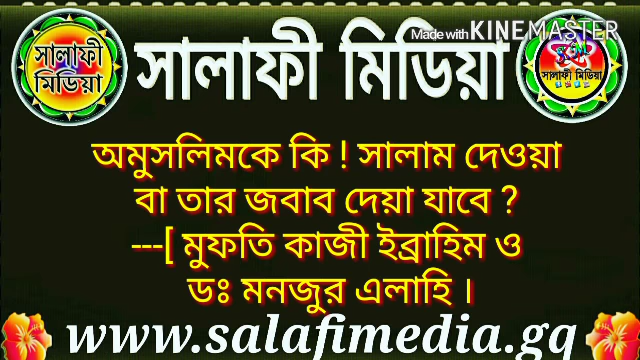 Made with KINEMASTER
সালাফী মিডিয়া
সালাফী মিডিয়া
সালাফী মিডিয়া
অমুসলিমকে কি ! সালাম দেওয়া
বা তার জবাব দেয়া যাবে ?
---[ মুফতি কাজী ইব্রাহিম ও
ডঃ মনজুর এলাহি ।
www.salafimedia.gq